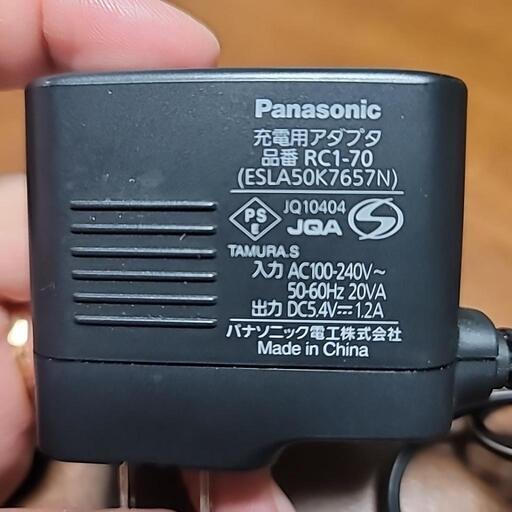 Panasonic
充電用アダプタ
品番 RC1-70
(ESLA50K7657N)
PS E JQ10404 JQA S
TAMURA.S
入力 AC100-240V~
50-60Hz 20VA
出力 DC5.4V⎓1.2A
パナソニック電工株式会社
Made in China